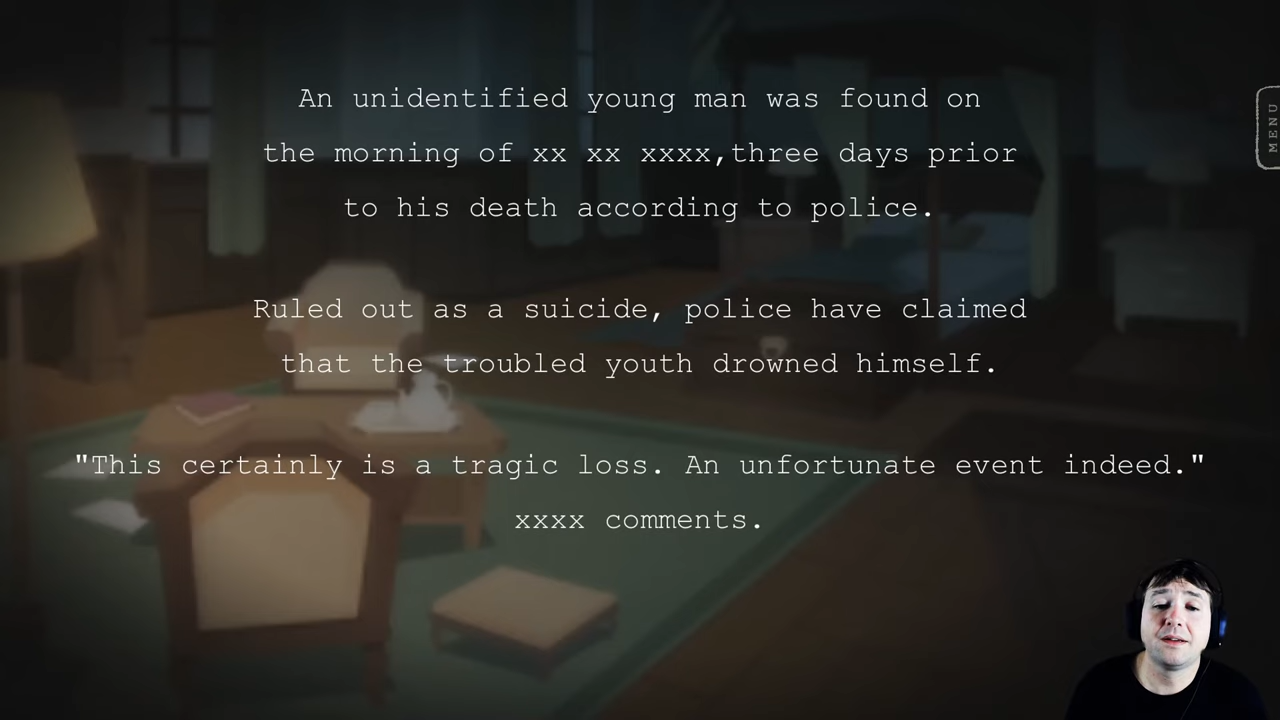 An unidentified young man was found on
the morning of xx xx xxxx,three days prior
to his death according to police.
Ruled out as a suicide, police have claimed
that the troubled youth drowned himself.
"This certainly is a tragic loss. An unfortunate event indeed."
xxxx comments.
MENU